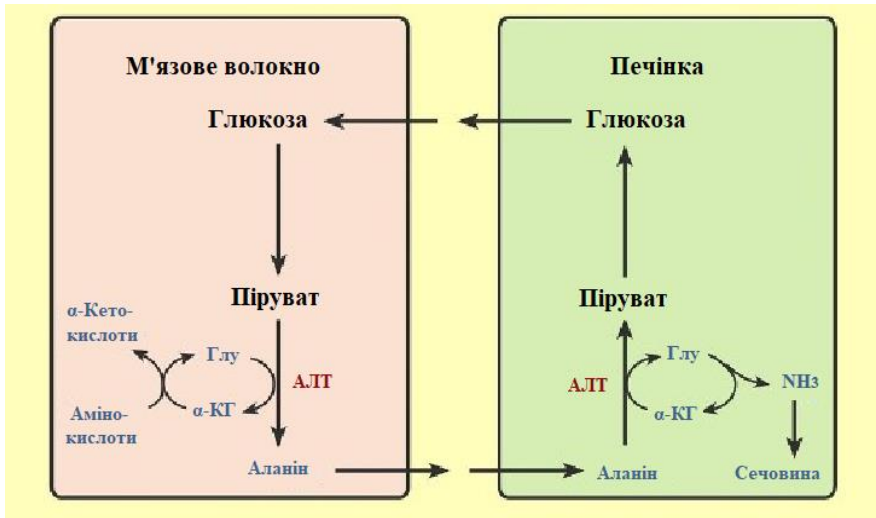 М'язове волокно
Глюкоза
Піруват
α-Кето-
кислоти
Глу
АЛТ
α-КГ
Аміно-
кислоти
Аланін
Печінка
Глюкоза
Піруват
Глу
АЛТ
NH3
α-КГ
Аланін
Сечовина